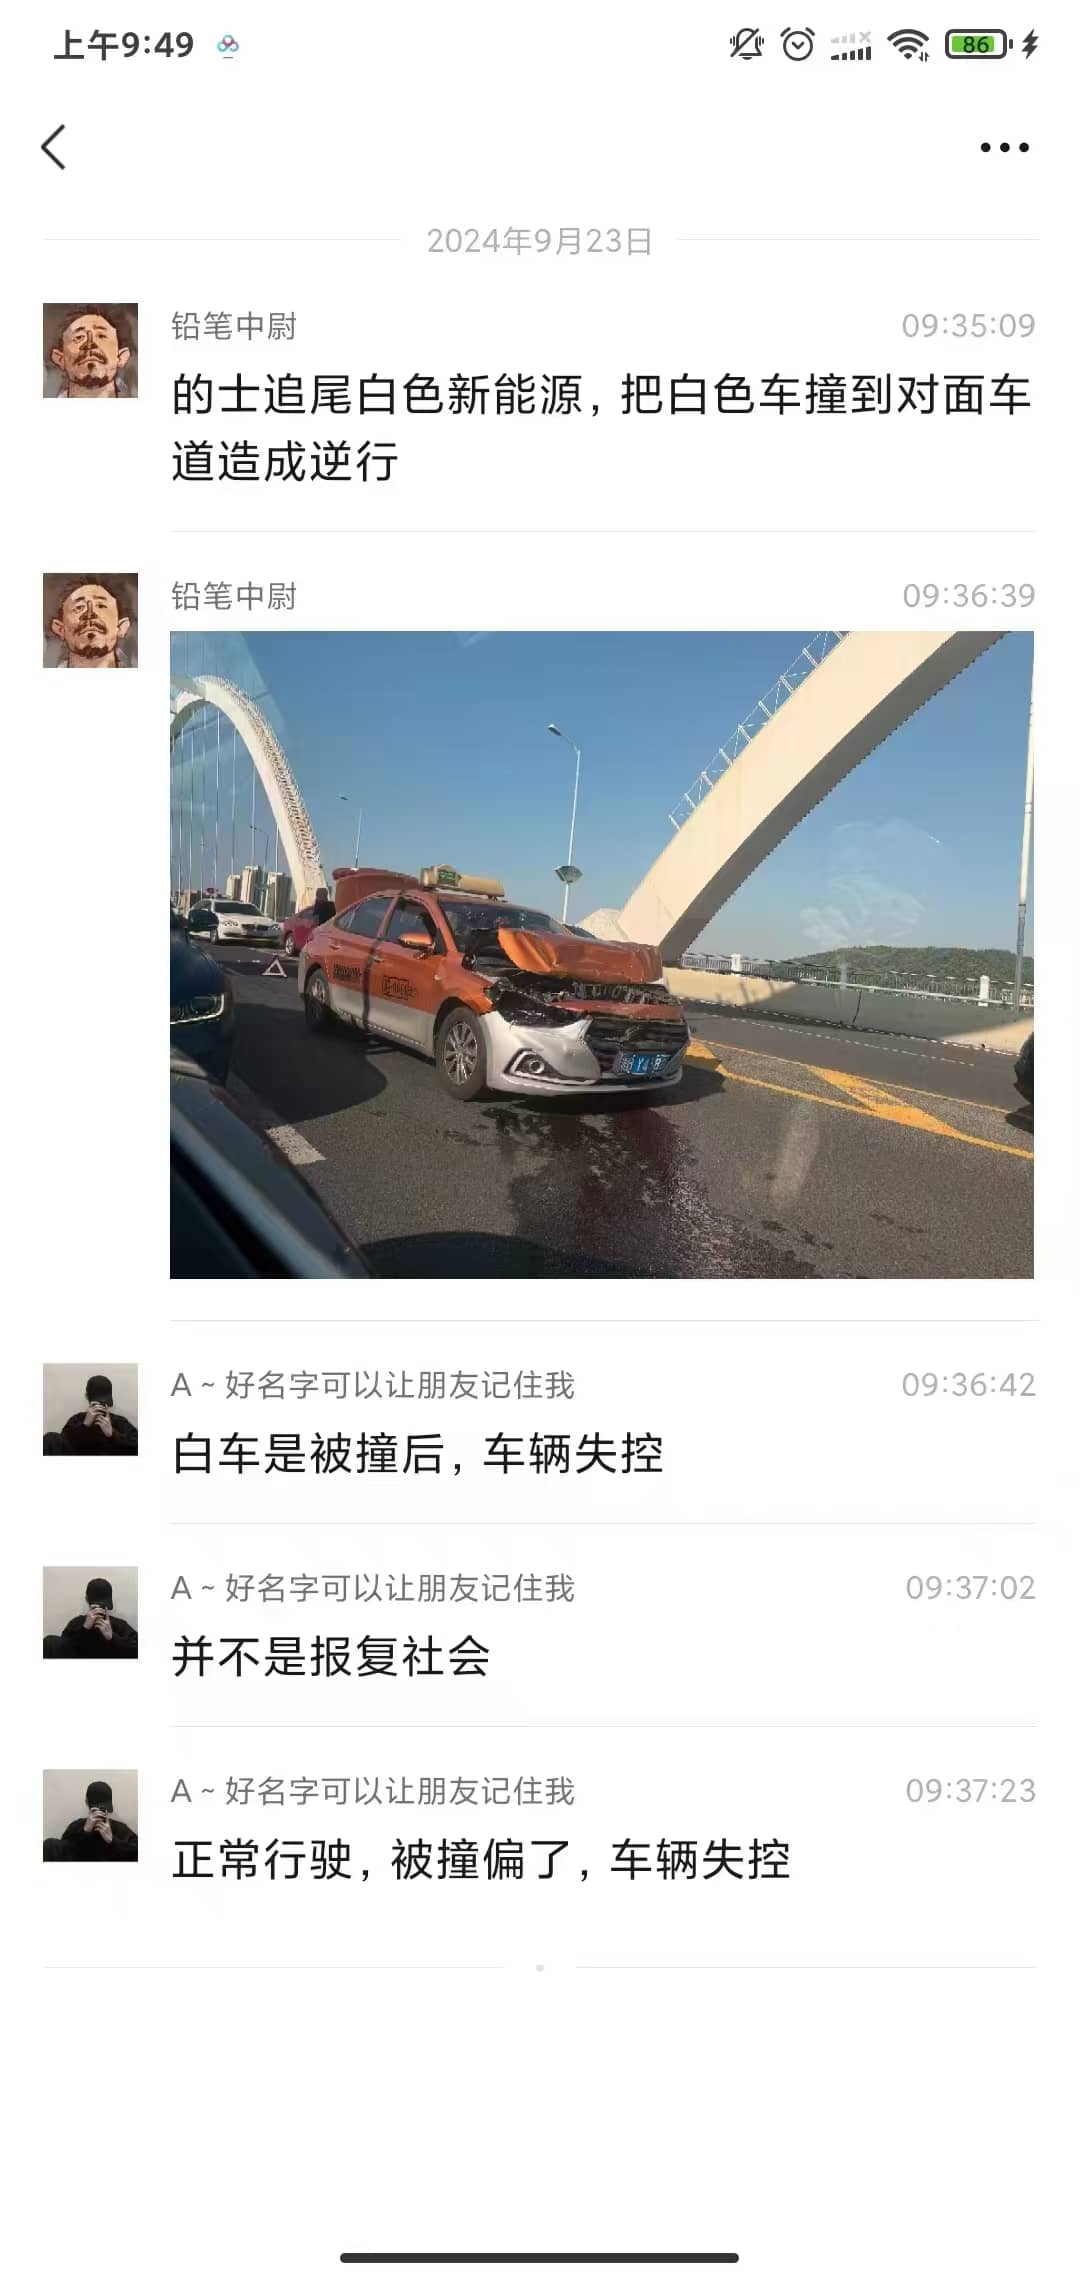 上午9:49
86
2024年9月23日
铅笔中尉
09:35:09
的士追尾白色新能源，把白色车撞到对面车
道造成逆行
铅笔中尉
09:36:39
A ~ 好名字可以让朋友记住我
09:36:42
白车是被撞后，车辆失控
A ~ 好名字可以让朋友记住我
09:37:02
并不是报复社会
A ~ 好名字可以让朋友记住我
09:37:23
正常行驶，被撞偏了，车辆失控